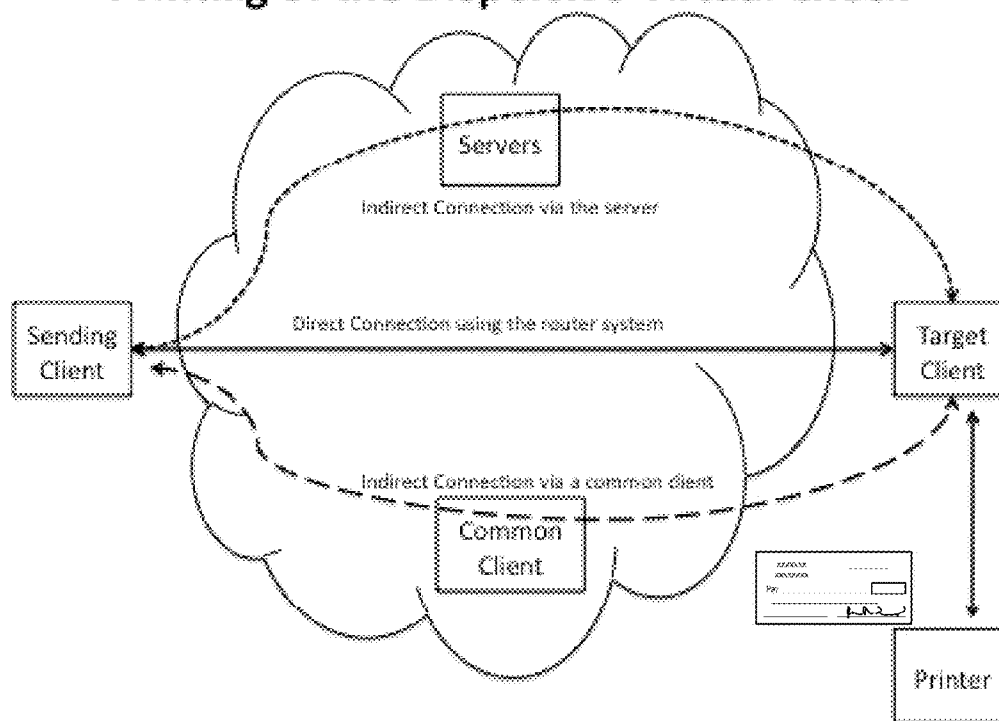 Servers
Indirect Connection via the server
Direct Connection using the router system
Sending
Client
Target
Client
Indirect Connection via a common client
Common
Client
Pay
Printer